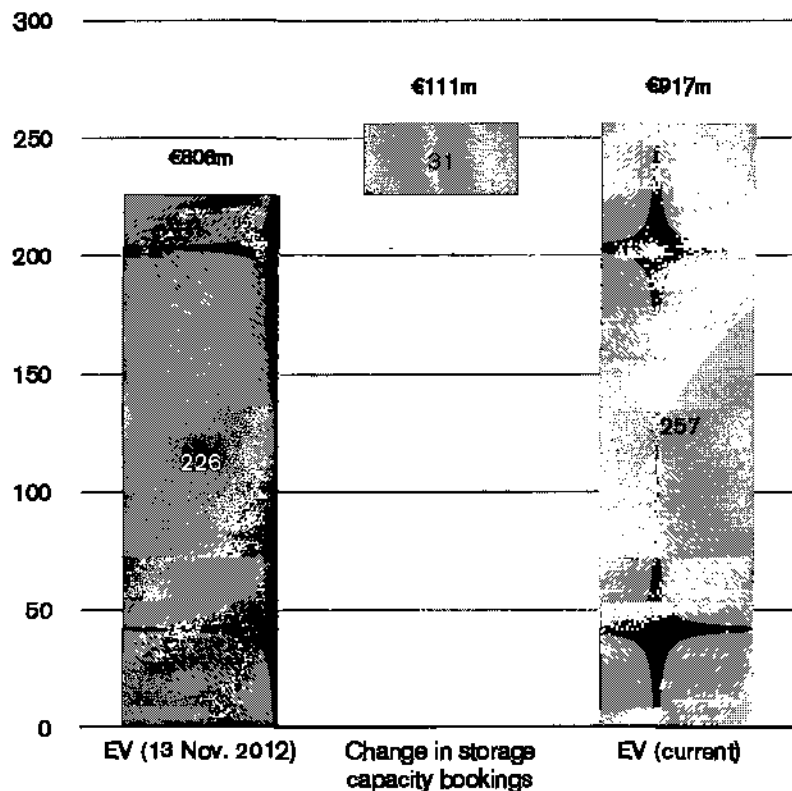 300
€111m
€917m
250
€806m
31
200
150
257
226
100
50
0
EV (13 Nov. 2012)
Change in storage
capacity bookings
EV (current)